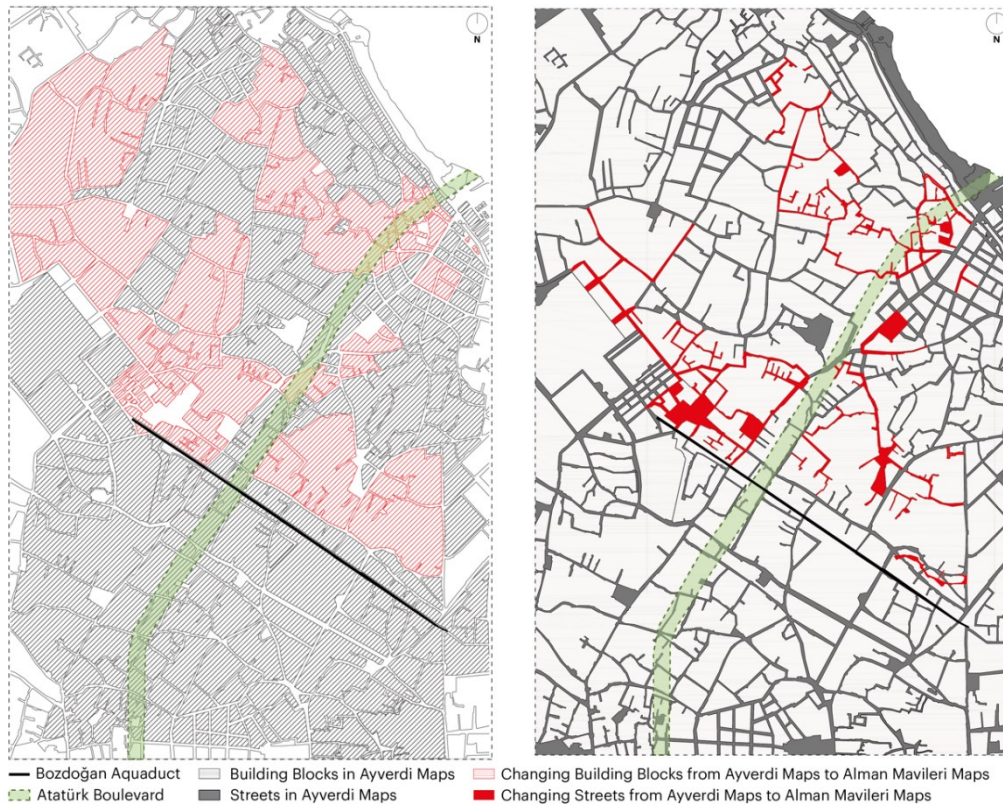 N
N
Bozdoğan Aquaduct
Building Blocks in Ayverdi Maps
Changing Building Blocks from Ayverdi Maps to Alman Mavileri Maps
Atatürk Boulevard
Streets in Ayverdi Maps
Changing Streets from Ayverdi Maps to Alman Mavileri Maps